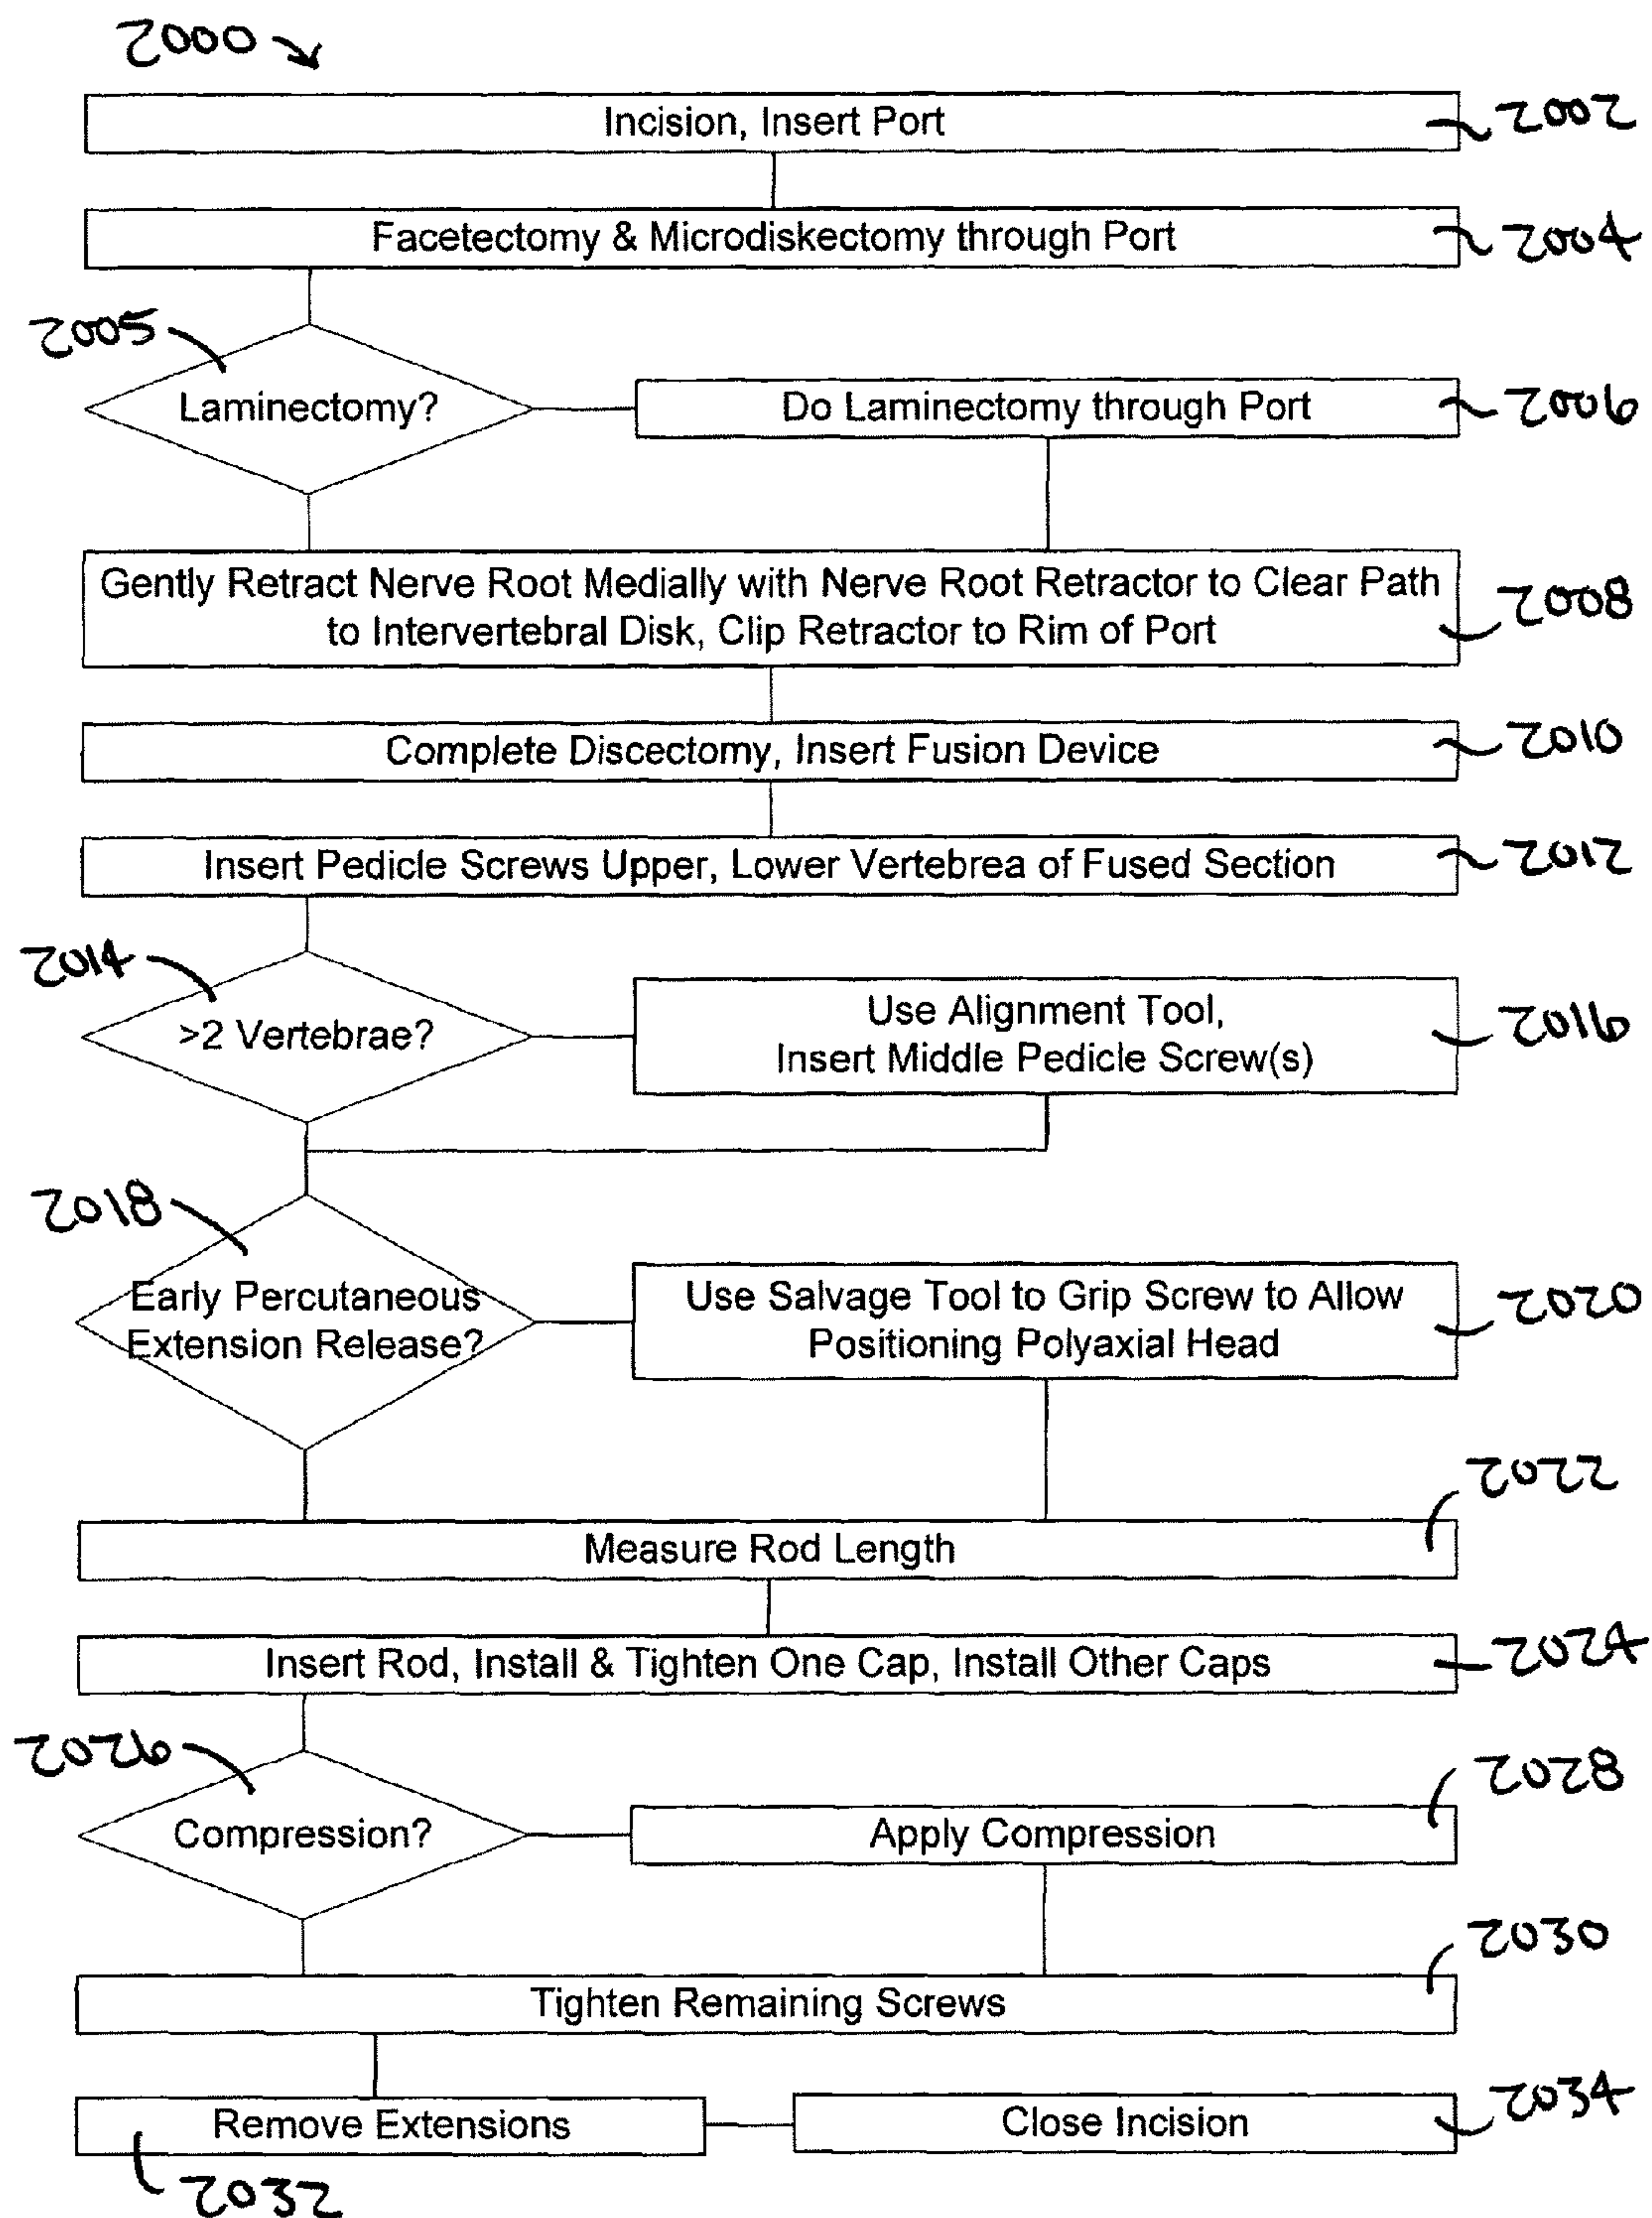 2000
Incision, Insert Port
2002
Facetectomy & Microdiskectomy through Port
2004
2005
Laminectomy?
Do Laminectomy through Port
2006
Gently Retract Nerve Root Medially with Nerve Root Retractor to Clear Path
to Intervertebral Disk, Clip Retractor to Rim of Port
2008
Complete Discectomy, Insert Fusion Device
2010
Insert Pedicle Screws Upper, Lower Vertebrea of Fused Section
2012
2014
>2 Vertebrae?
Use Alignment Tool,
Insert Middle Pedicle Screw(s)
2016
2018
Early Percutaneous
Extension Release?
Use Salvage Tool to Grip Screw to Allow
Positioning Polyaxial Head
2020
2022
Measure Rod Length
Insert Rod, Install & Tighten One Cap, Install Other Caps
2024
2026
Compression?
2028
Apply Compression
2030
Tighten Remaining Screws
Remove Extensions
2032
Close Incision
2034